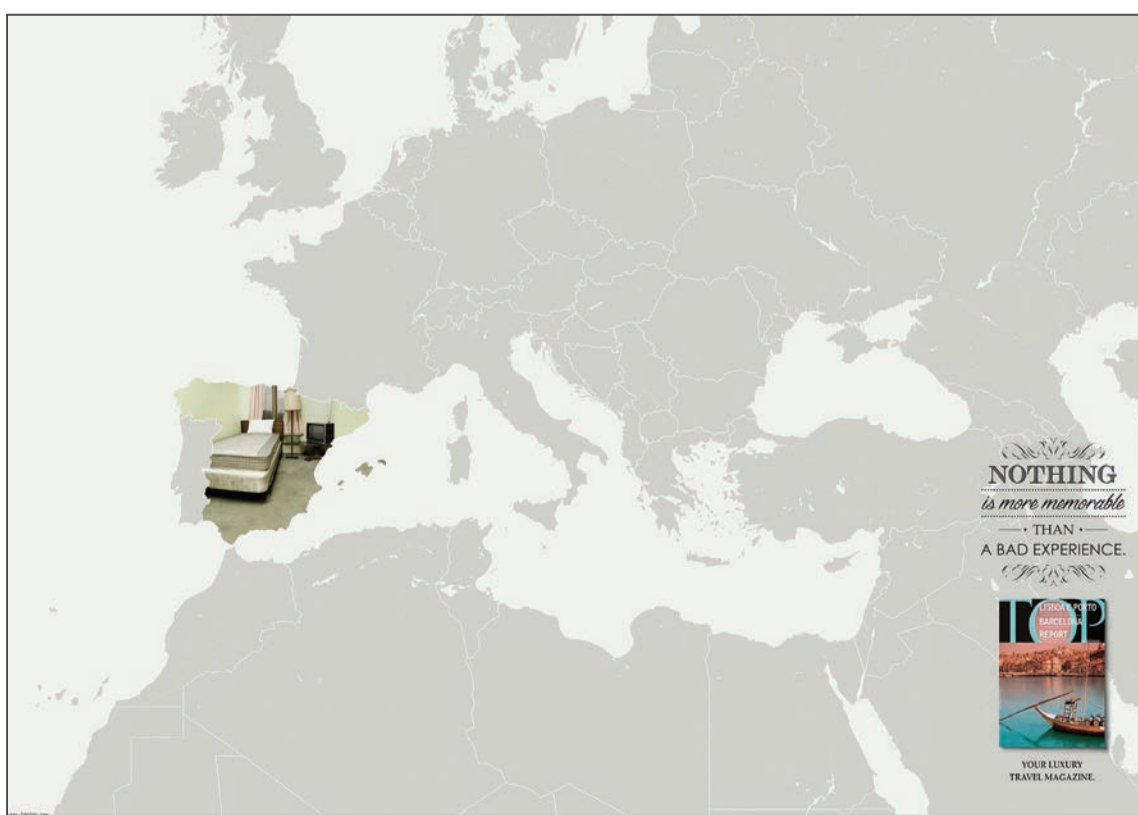 NOTHING
is more memorable
THAN
A BAD EXPERIENCE.
TOP
LISBOA E PORTO
BARCELONA
REPORT
YOUR LUXURY
TRAVEL MAGAZINE.